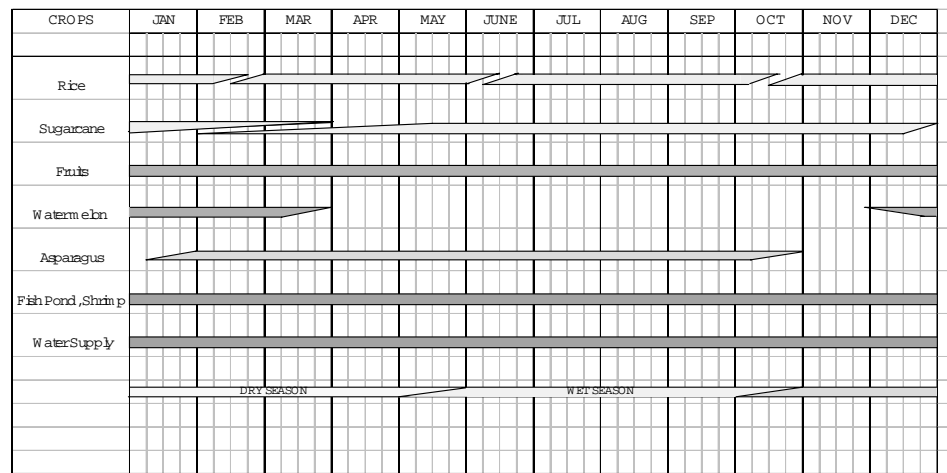 CROPS JAN FEB MAR APR MAY JUNE JUL AUG SEP OCT NOV DEC
Rice
Sugarcane
Fruits
Watermelon
Asparagus
Fish Pond, Shrimp
Water Supply
DRY SEASON WET SEASON